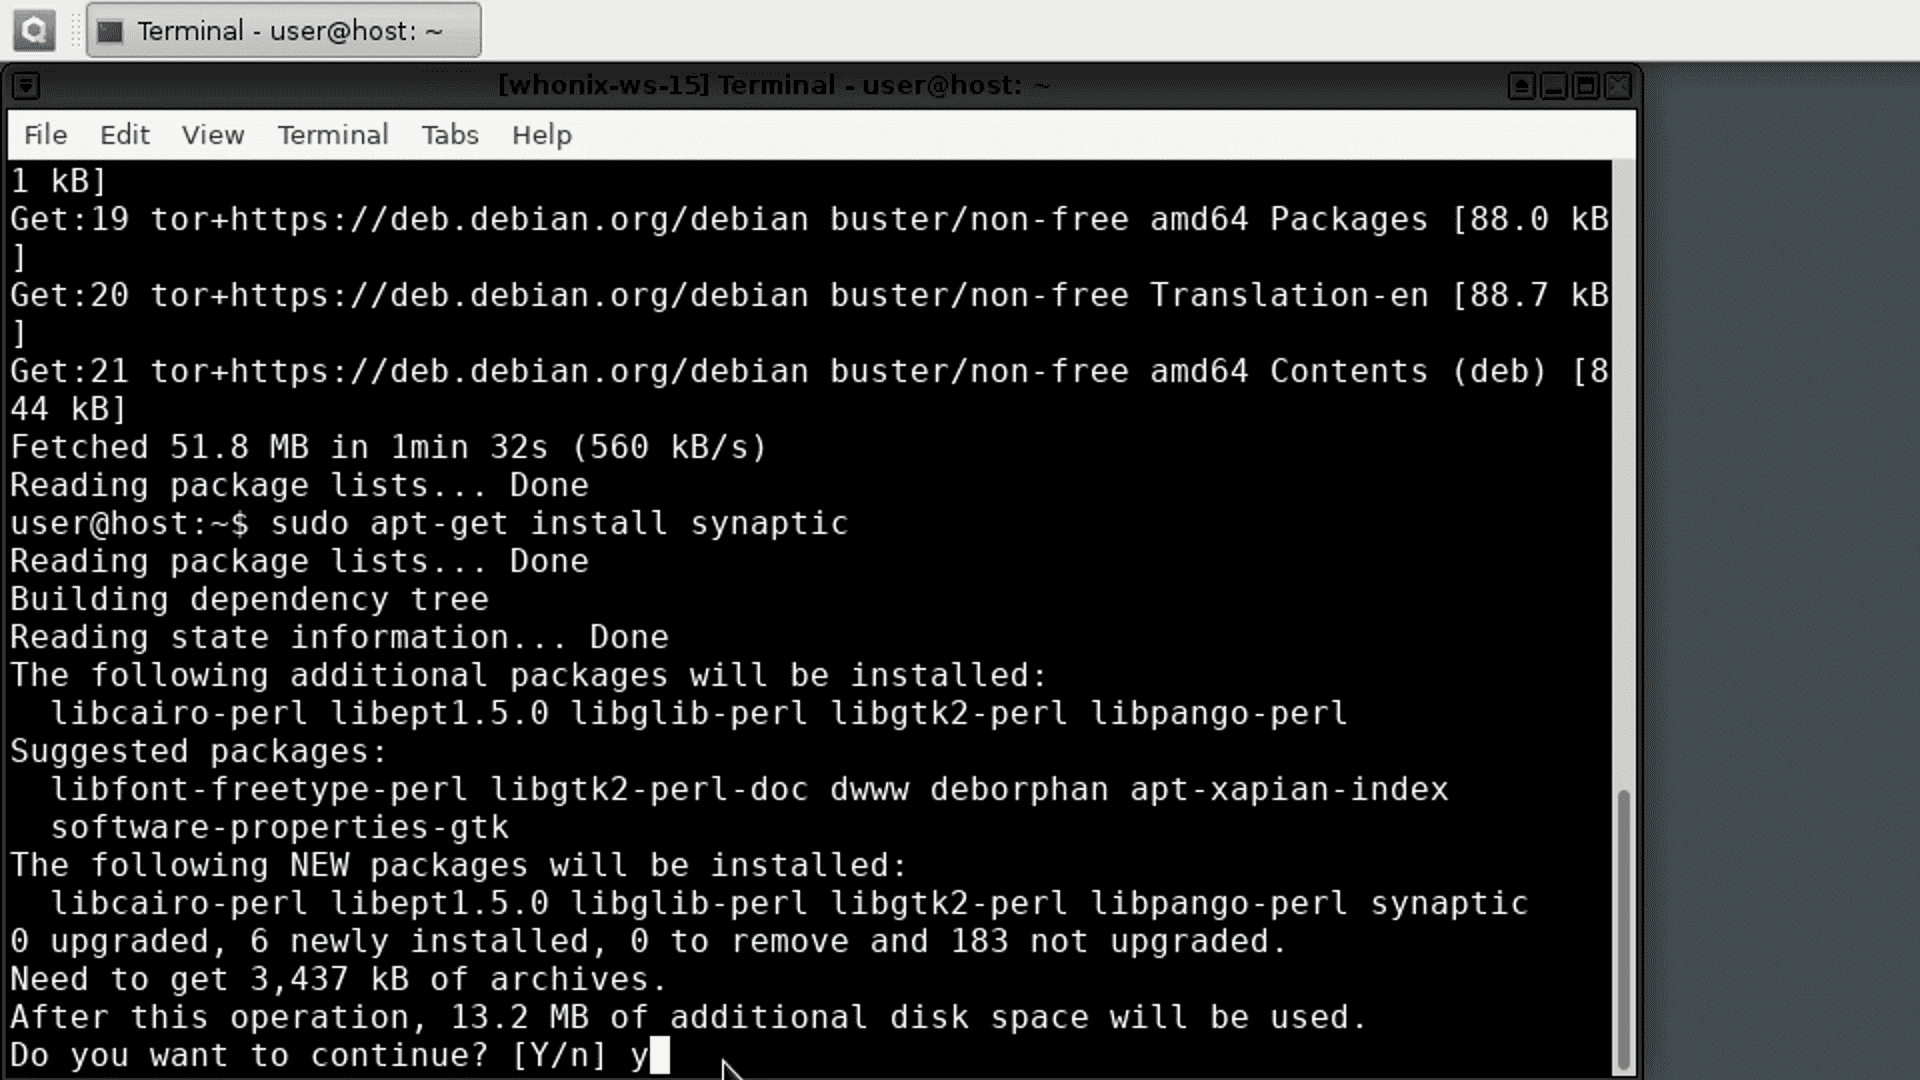 Terminal - user@host: ~
[whonix-ws-15] Terminal - user@host: ~
File Edit View Terminal Tabs Help
1 kB]
Get:19 tor+https://deb.debian.org/debian buster/non-free amd64 Packages [88.0 kB
]
Get:20 tor+https://deb.debian.org/debian buster/non-free Translation-en [88.7 kB
]
Get:21 tor+https://deb.debian.org/debian buster/non-free amd64 Contents (deb) [8
44 kB]
Fetched 51.8 MB in 1min 32s (560 kB/s)
Reading package lists... Done
user@host:~$ sudo apt-get install synaptic
Reading package lists... Done
Building dependency tree
Reading state information... Done
The following additional packages will be installed:
  libcairo-perl libept1.5.0 libglib-perl libgtk2-perl libpango-perl
Suggested packages:
  libfont-freetype-perl libgtk2-perl-doc dwww deborphan apt-xapian-index
  software-properties-gtk
The following NEW packages will be installed:
  libcairo-perl libept1.5.0 libglib-perl libgtk2-perl libpango-perl synaptic
0 upgraded, 6 newly installed, 0 to remove and 183 not upgraded.
Need to get 3,437 kB of archives.
After this operation, 13.2 MB of additional disk space will be used.
Do you want to continue? [Y/n] y